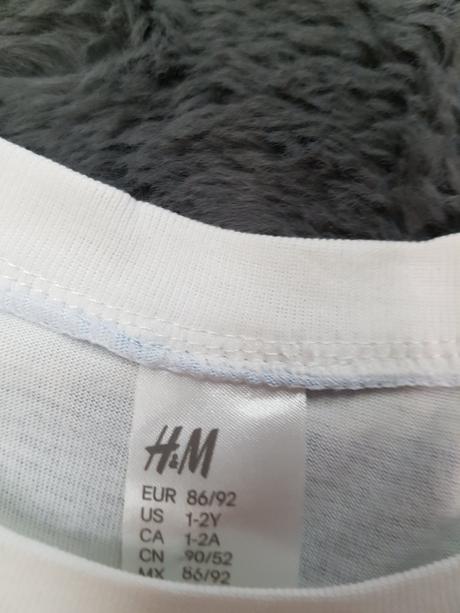 H&M
EUR 86/92
US 1-2Y
CA 1-2A
CN 90/52
MX 86/92